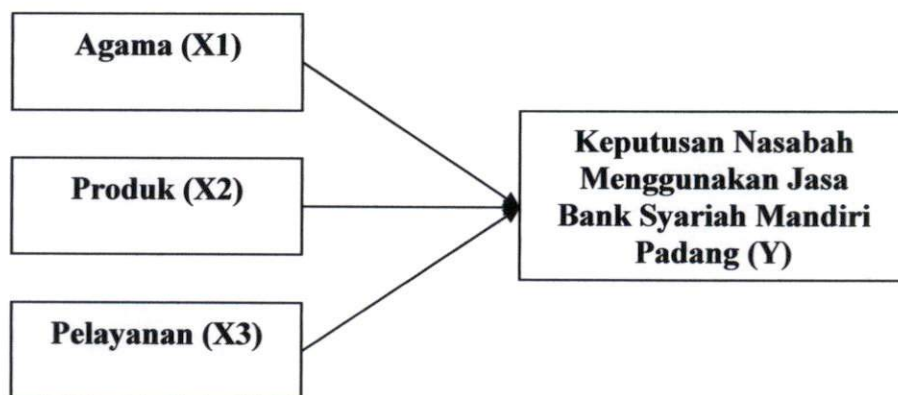 Agama (X1)
Produk (X2)
Pelayanan (X3)
Keputusan Nasabah
Menggunakan Jasa
Bank Syariah Mandiri
Padang (Y)